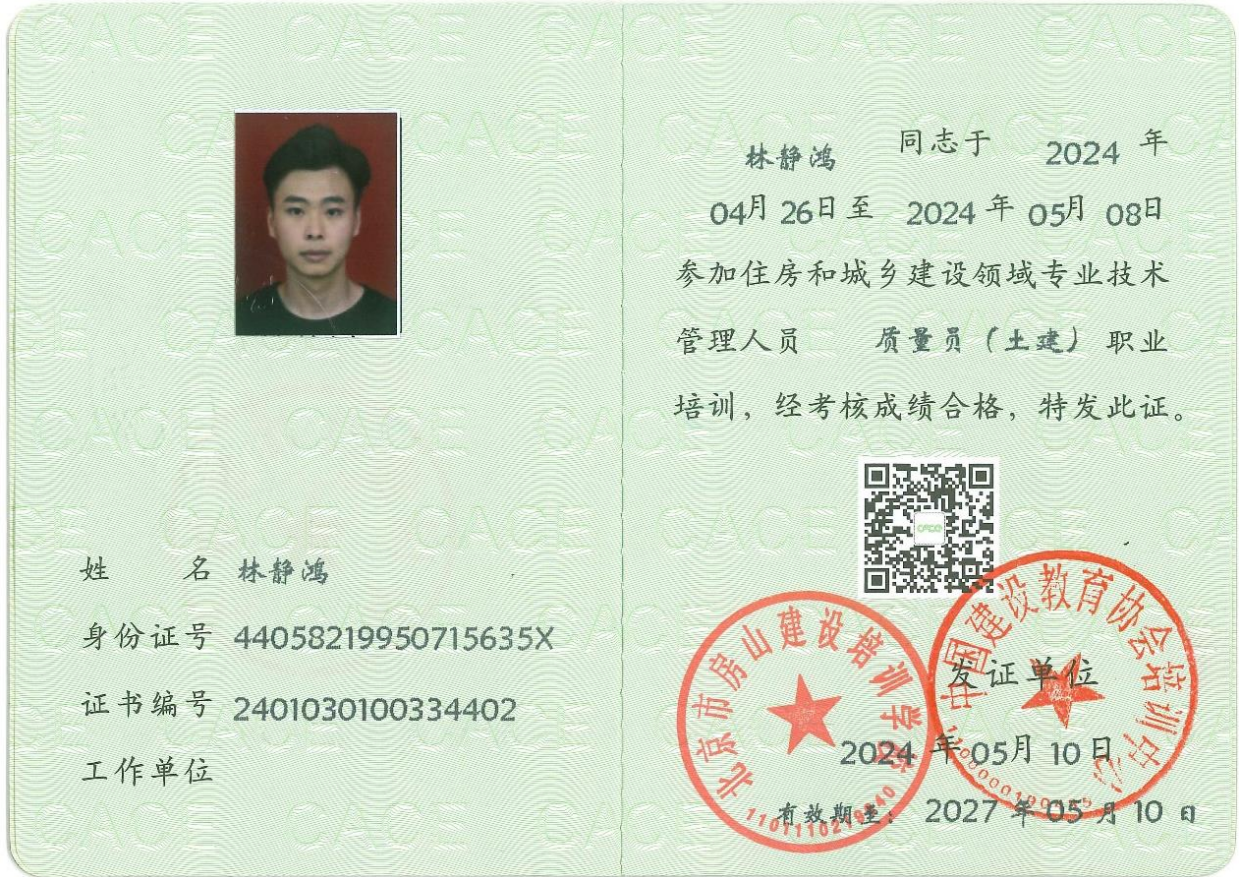 姓 名 林静鸿
身份证号 44058219950715635X
证书编号 2401030100334402
工作单位
林静鸿 同志于 2024 年
04月 26日至 2024 年 05月 08日
参加住房和城乡建设领域专业技术
管理人员 质量员（土建）职业
培训，经考核成绩合格，特发此证。
CACE
北京市房山建设培训学校
中国建设教育协会培训中心
发证单位
2024 年 05月 10日
有效期至： 2027 年 05 月 10 日